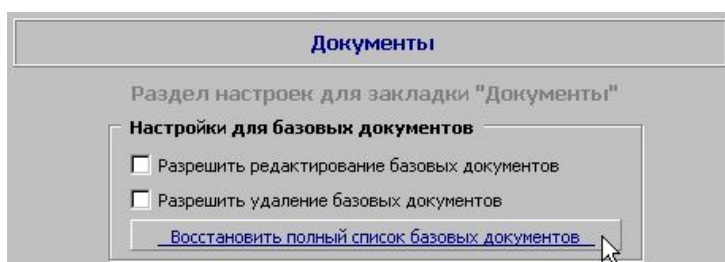 Документы
Раздел настроек для закладки "Документы"
Настройки для базовых документов
Разрешить редактирование базовых документов
Разрешить удаление базовых документов
Восстановить полный список базовых документов